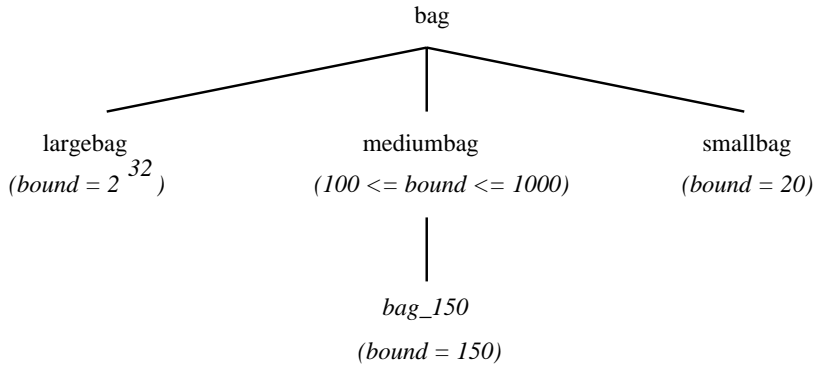 bag
largebag mediumbag smallbag
(bound = 2^32) (100 <= bound <= 1000) (bound = 20)
bag_150
(bound = 150)